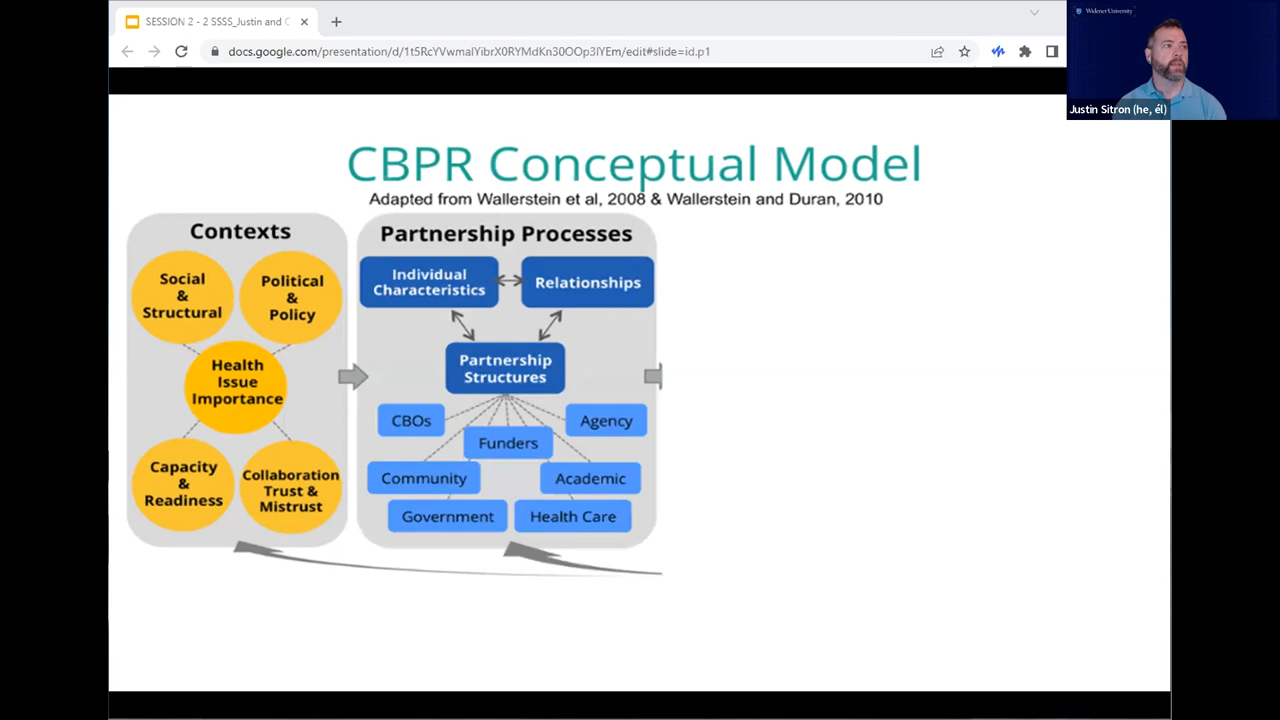 SESSION 2 - 2 SSSS_Justin and C
docs.google.com/presentation/d/1t5RcYVwmalYibrX0RYMdKn30OOp3lYEm/edit#slide=id.p1
Widener University
Justin Sitron (he, él)
CBPR Conceptual Model
Adapted from Wallerstein et al, 2008 & Wallerstein and Duran, 2010
Contexts
Social
&
Structural
Political
&
Policy
Health
Issue
Importance
Capacity
&
Readiness
Collaboration
Trust &
Mistrust
Partnership Processes
Individual
Characteristics
Relationships
Partnership
Structures
CBOs
Agency
Funders
Community
Academic
Government
Health Care